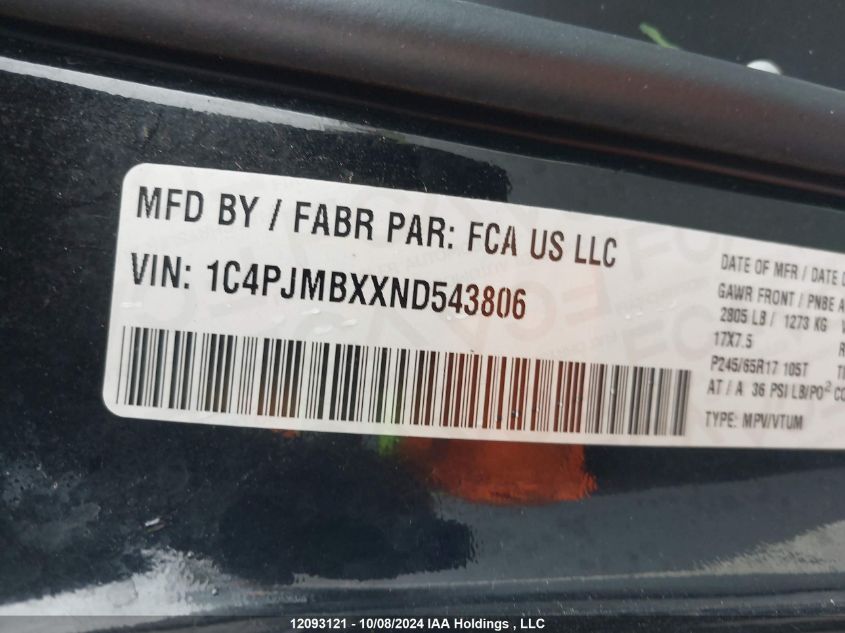 MFD BY / FABR PAR: FCA US LLC
VIN: 1C4PJMBXXND543806
DATE OF MFR / DATE
GAWR FRONT / PNBE A
2805 LB / 1273 KG
17X7.5
P245/65R17 105T
AT / A 36 PSI LB/PO²
TYPE: MPV/VTUM
12093121 - 10/08/2024 IAA Holdings , LLC